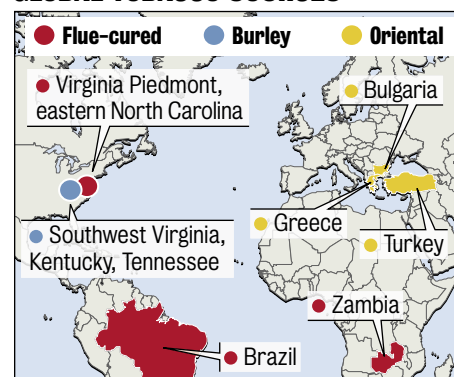 Flue-cured Burley Oriental
Virginia Piedmont,
eastern North Carolina
Bulgaria
Greece
Turkey
Southwest Virginia,
Kentucky, Tennessee
Zambia
Brazil